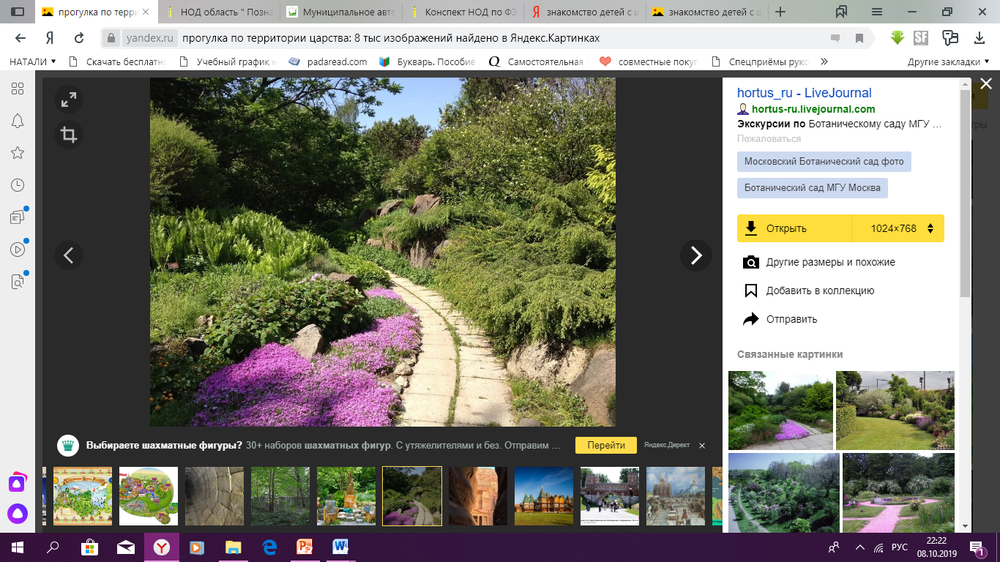 прогулка по терри
НОД область " Позна
Муниципальное авто
Конспект НОД по ФЭ
знакомство детей с ш
знакомство детей с ш
yandex.ru прогулка по территории царства: 8 тыс изображений найдено в Яндекс.Картинках
НАТАЛИ
Скачать бесплатн
Учебный график н
padaread.com
Букварь. Пособие
Самостоятельная
совместные покуп
Спецприёмы рукс
Другие закладки
hortus_ru - LiveJournal
hortus-ru.livejournal.com
Экскурсии по Ботаническому саду МГУ …
Пожаловаться
Московский Ботанический сад фото
Ботанический сад МГУ Москва
Открыть 1024×768
Другие размеры и похожие
Добавить в коллекцию
Отправить
Связанные картинки
Выбираете шахматные фигуры? 30+ наборов шахматных фигур. С утяжелителями и без. Отправим …
Перейти
Яндекс.Директ
РУС
22:22
08.10.2019
1